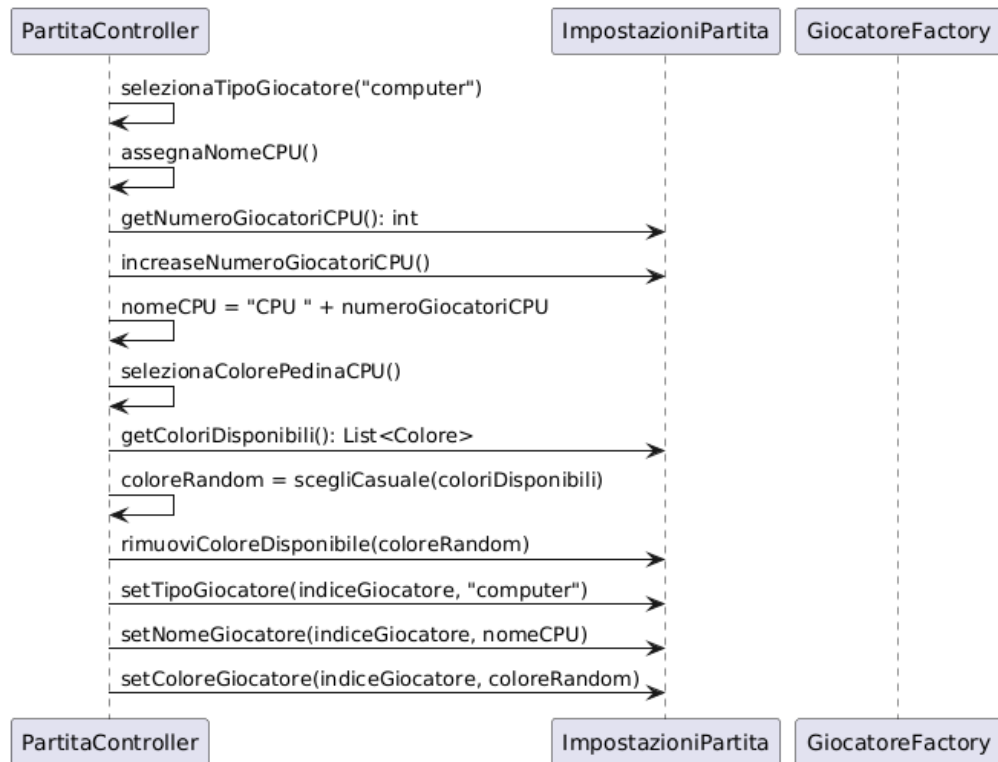 PartitaController ImpostazioniPartita GiocatoreFactory
selezionaTipoGiocatore("computer")
assegnaNomeCPU()
getNumeroGiocatoriCPU(): int
increaseNumeroGiocatoriCPU()
nomeCPU = "CPU " + numeroGiocatoriCPU
selezionaColorePedinaCPU()
getColoriDisponibili(): List<Colore>
coloreRandom = scegliCasuale(coloriDisponibili)
rimuoviColoreDisponibile(coloreRandom)
setTipoGiocatore(indiceGiocatore, "computer")
setNomeGiocatore(indiceGiocatore, nomeCPU)
setColoreGiocatore(indiceGiocatore, coloreRandom)
PartitaController ImpostazioniPartita GiocatoreFactory